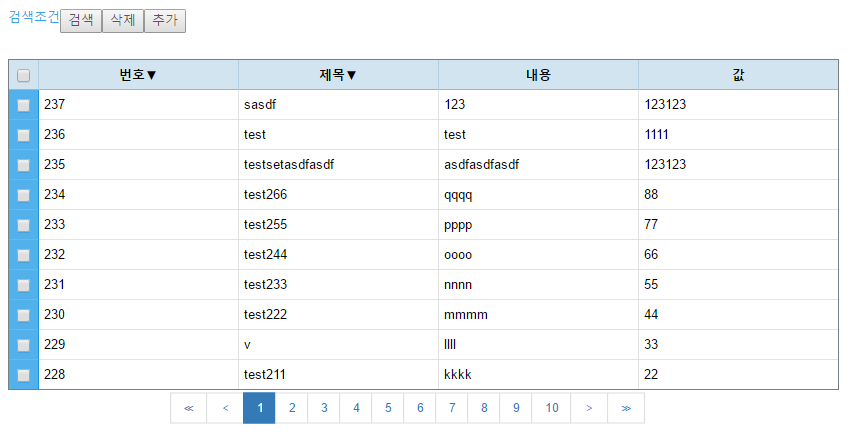 검색조건 검색 삭제 추가
번호▼ 제목▼ 내용 값
237 sasdf 123 123123
236 test test 1111
235 testsetasdfasdf asdfasdfasdf 123123
234 test266 qqqq 88
233 test255 pppp 77
232 test244 oooo 66
231 test233 nnnn 55
230 test222 mmmm 44
229 v llll 33
228 test211 kkkk 22
≪ < 1 2 3 4 5 6 7 8 9 10 > ≫